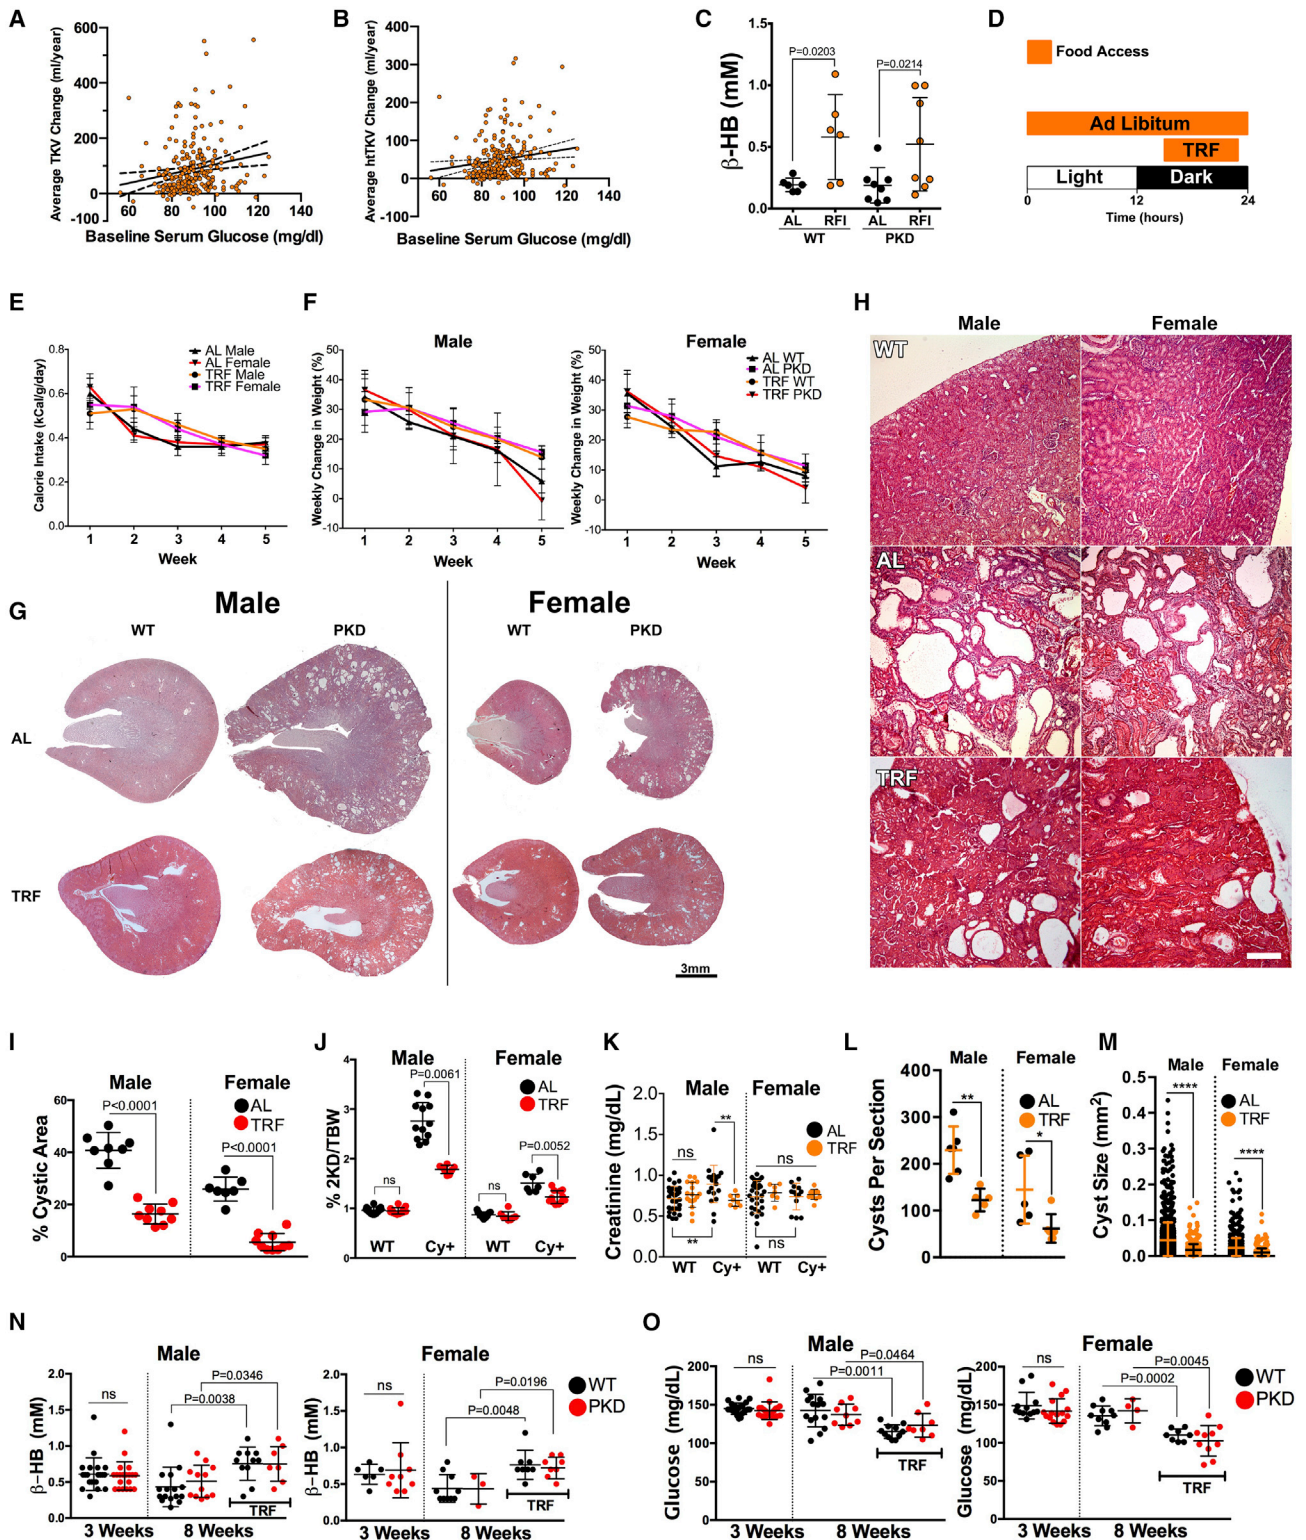 A
B
C
D
600
400
200
0
-100
60
80
100
120
140
Average TKV Change (ml/year)
Baseline Serum Glucose (mg/dl)
400
300
200
100
0
-100
60
80
100
120
140
Average htTKV Change (ml/year)
Baseline Serum Glucose (mg/dl)
1.5
1.0
0.5
0.0
β-HB (mM)
P=0.0203
P=0.0214
AL
RFI
AL
RFI
WT
PKD
Food Access
Ad Libitum
TRF
Light
Dark
0
12
24
Time (hours)
E
F
H
0.8
0.6
0.4
0.2
0.0
Calorie Intake (kCal/g/day)
AL Male
AL Female
TRF Male
TRF Female
1
2
3
4
5
Week
Male
50
40
30
20
10
0
-10
Weekly Change in Weight (%)
1
2
3
4
5
Week
Female
50
40
30
20
10
0
-10
Weekly Change in Weight (%)
AL WT
AL PKD
TRF WT
TRF PKD
1
2
3
4
5
Week
Male
Female
WT
AL
TRF
G
Male
Female
WT
PKD
WT
PKD
AL
TRF
3mm
I
J
K
L
M
Male
Female
AL
TRF
P<0.0001
P<0.0001
60
40
20
0
% Cystic Area
Male
Female
AL
TRF
P=0.0061
P=0.0052
ns
ns
4
3
2
1
0
% 2KD/TBW
WT
Cy+
WT
Cy+
Male
Female
AL
TRF
2.0
1.5
1.0
0.5
0.0
Creatinine (mg/dL)
ns
**
ns
**
ns
WT
Cy+
WT
Cy+
Male
Female
AL
TRF
400
300
200
100
0
Cysts Per Section
**
*
Male
Female
AL
TRF
0.5
0.4
0.3
0.2
0.1
0.0
Cyst Size (mm²)
****
****
N
O
Male
2.0
1.5
1.0
0.5
0.0
β-HB (mM)
ns
P=0.0346
P=0.0038
TRF
3 Weeks
8 Weeks
Female
2.0
1.5
1.0
0.5
0.0
β-HB (mM)
ns
P=0.0196
P=0.0048
WT
PKD
TRF
3 Weeks
8 Weeks
Male
200
150
100
50
0
Glucose (mg/dL)
ns
P=0.0464
P=0.0011
TRF
3 Weeks
8 Weeks
Female
200
150
100
50
0
Glucose (mg/dL)
ns
P=0.0045
P=0.0002
WT
PKD
TRF
3 Weeks
8 Weeks